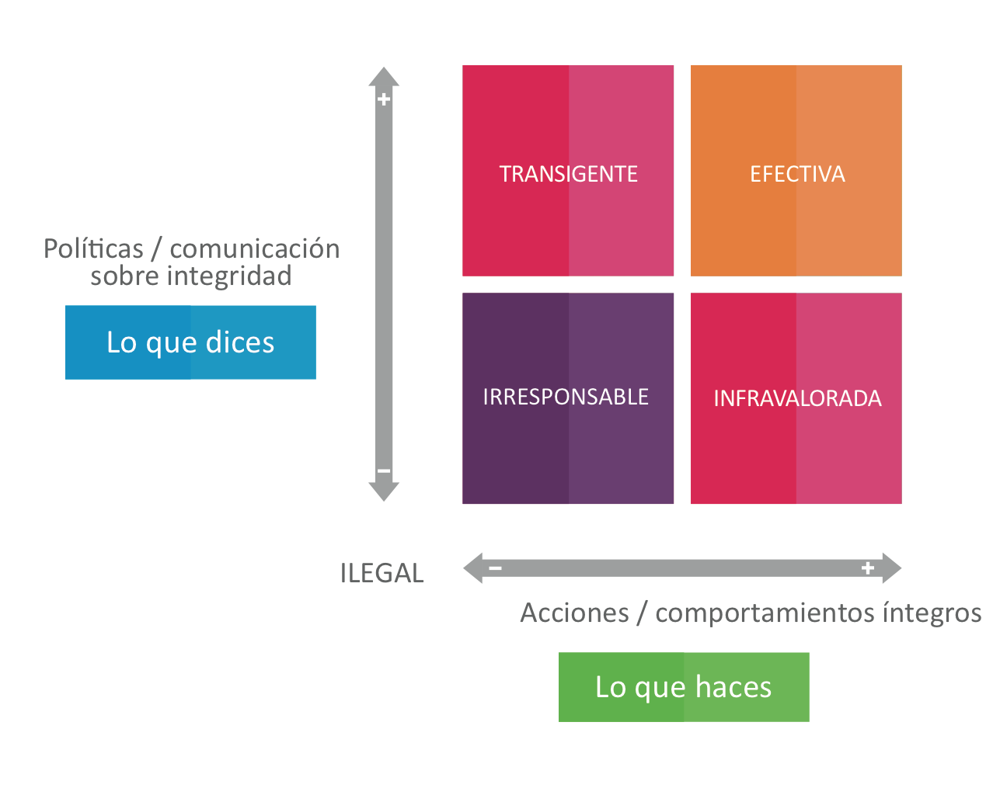 +
TRANSIGENTE
EFECTIVA
Políticas / comunicación
sobre integridad
Lo que dices
IRRESPONSABLE
INFRAVALORADA
–
ILEGAL
– +
Acciones / comportamientos íntegros
Lo que haces